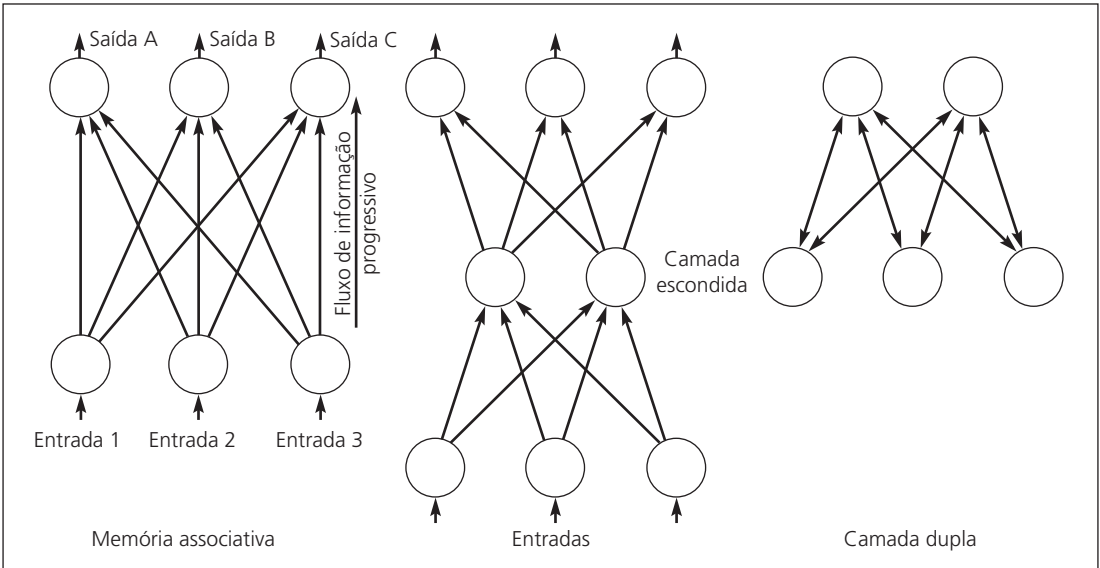 Saída A
Saída B
Saída C
Fluxo de informação
progressivo
Entrada 1
Entrada 2
Entrada 3
Memória associativa
Camada
escondida
Entradas
Camada dupla